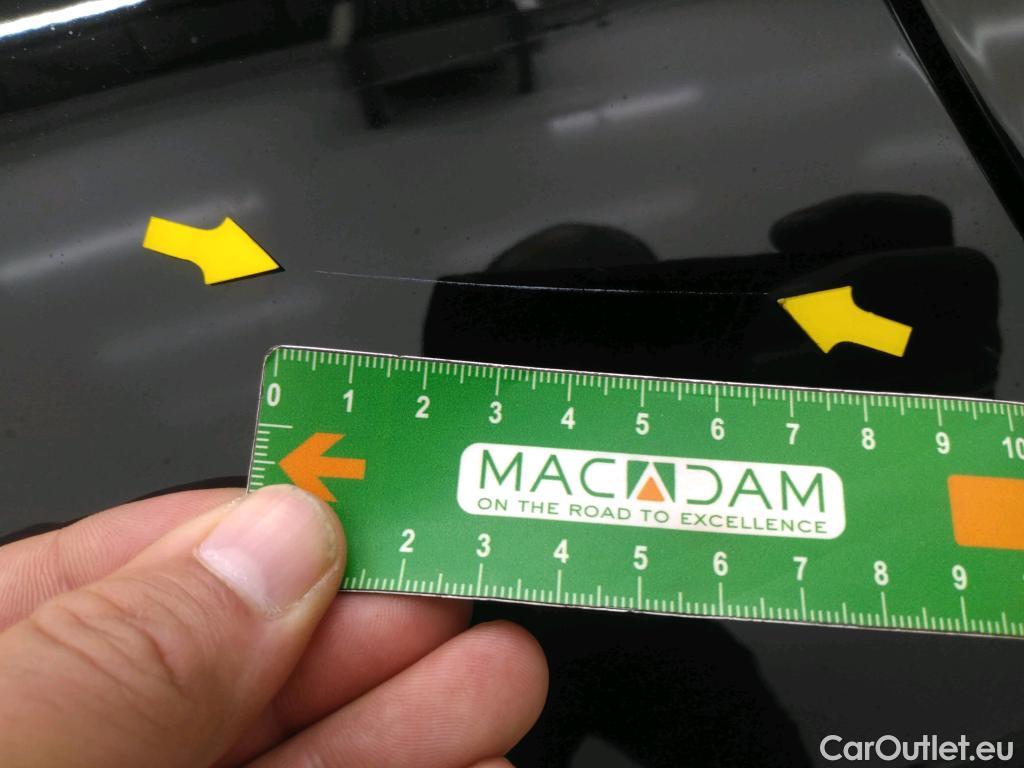 0 1 2 3 4 5 6 7 8 9 10
MACADAM
ON THE ROAD TO EXCELLENCE
2 3 4 5 6 7 8 9
CarOutlet.eu